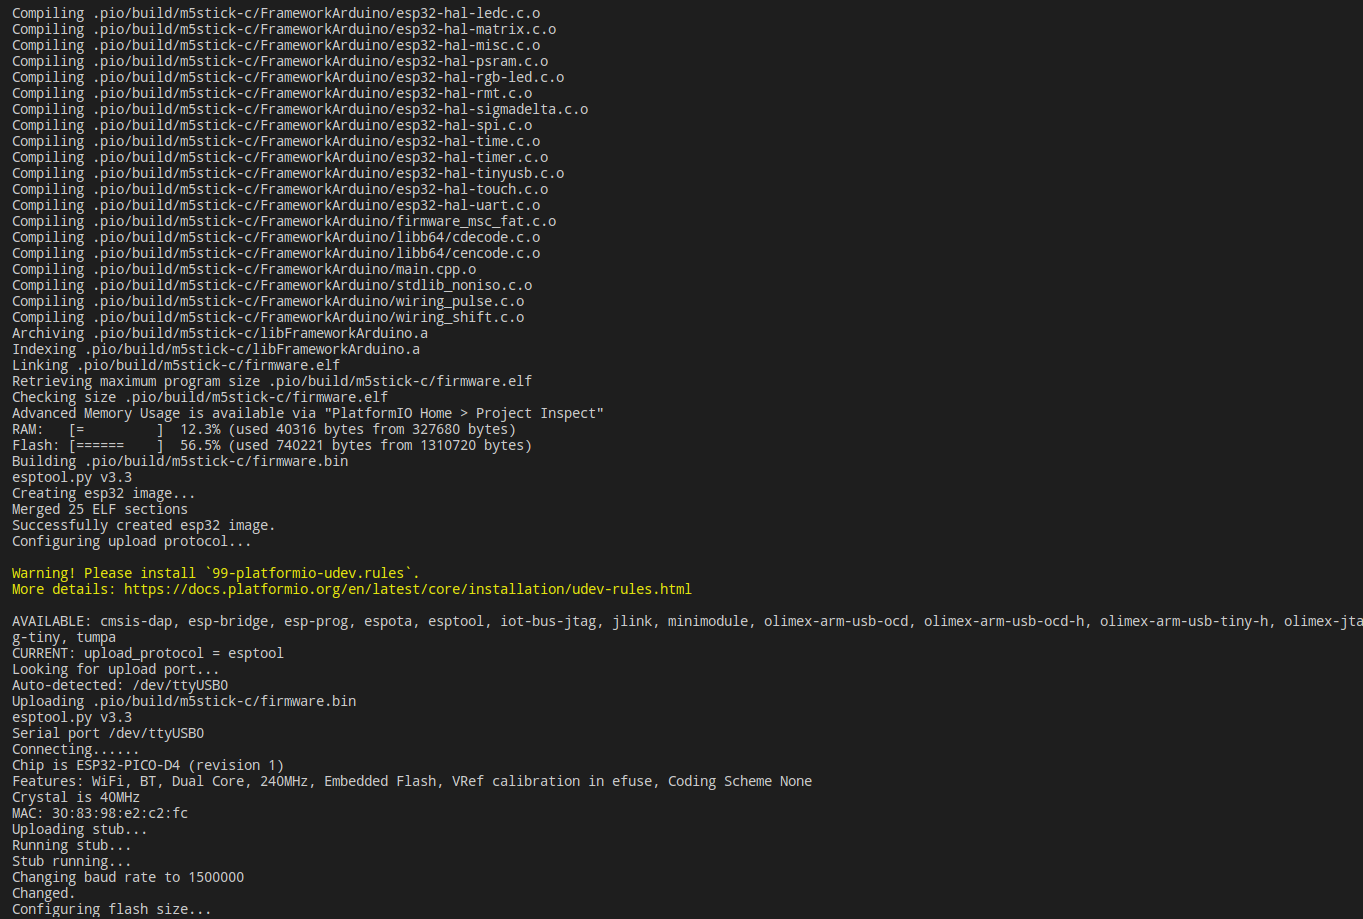 Compiling .pio/build/m5stick-c/FrameworkArduino/esp32-hal-ledc.c.o
Compiling .pio/build/m5stick-c/FrameworkArduino/esp32-hal-matrix.c.o
Compiling .pio/build/m5stick-c/FrameworkArduino/esp32-hal-misc.c.o
Compiling .pio/build/m5stick-c/FrameworkArduino/esp32-hal-psram.c.o
Compiling .pio/build/m5stick-c/FrameworkArduino/esp32-hal-rgb-led.c.o
Compiling .pio/build/m5stick-c/FrameworkArduino/esp32-hal-rmt.c.o
Compiling .pio/build/m5stick-c/FrameworkArduino/esp32-hal-sigmadelta.c.o
Compiling .pio/build/m5stick-c/FrameworkArduino/esp32-hal-spi.c.o
Compiling .pio/build/m5stick-c/FrameworkArduino/esp32-hal-time.c.o
Compiling .pio/build/m5stick-c/FrameworkArduino/esp32-hal-timer.c.o
Compiling .pio/build/m5stick-c/FrameworkArduino/esp32-hal-tinyusb.c.o
Compiling .pio/build/m5stick-c/FrameworkArduino/esp32-hal-touch.c.o
Compiling .pio/build/m5stick-c/FrameworkArduino/esp32-hal-uart.c.o
Compiling .pio/build/m5stick-c/FrameworkArduino/firmware_msc_fat.c.o
Compiling .pio/build/m5stick-c/FrameworkArduino/libb64/cdecode.c.o
Compiling .pio/build/m5stick-c/FrameworkArduino/libb64/cencode.c.o
Compiling .pio/build/m5stick-c/FrameworkArduino/main.cpp.o
Compiling .pio/build/m5stick-c/FrameworkArduino/stdlib_noniso.c.o
Compiling .pio/build/m5stick-c/FrameworkArduino/wiring_pulse.c.o
Compiling .pio/build/m5stick-c/FrameworkArduino/wiring_shift.c.o
Archiving .pio/build/m5stick-c/libFrameworkArduino.a
Indexing .pio/build/m5stick-c/libFrameworkArduino.a
Linking .pio/build/m5stick-c/firmware.elf
Retrieving maximum program size .pio/build/m5stick-c/firmware.elf
Checking size .pio/build/m5stick-c/firmware.elf
Advanced Memory Usage is available via "PlatformIO Home > Project Inspect"
RAM:   [=         ]  12.3% (used 40316 bytes from 327680 bytes)
Flash: [======    ]  56.5% (used 740221 bytes from 1310720 bytes)
Building .pio/build/m5stick-c/firmware.bin
esptool.py v3.3
Creating esp32 image...
Merged 25 ELF sections
Successfully created esp32 image.
Configuring upload protocol...
Warning! Please install `99-platformio-udev.rules`.
More details: https://docs.platformio.org/en/latest/core/installation/udev-rules.html
AVAILABLE: cmsis-dap, esp-bridge, esp-prog, espota, esptool, iot-bus-jtag, jlink, minimodule, olimex-arm-usb-ocd, olimex-arm-usb-ocd-h, olimex-arm-usb-tiny-h, olimex-jta
g-tiny, tumpa
CURRENT: upload_protocol = esptool
Looking for upload port...
Auto-detected: /dev/ttyUSB0
Uploading .pio/build/m5stick-c/firmware.bin
esptool.py v3.3
Serial port /dev/ttyUSB0
Connecting......
Chip is ESP32-PICO-D4 (revision 1)
Features: WiFi, BT, Dual Core, 240MHz, Embedded Flash, VRef calibration in efuse, Coding Scheme None
Crystal is 40MHz
MAC: 30:83:98:e2:c2:fc
Uploading stub...
Running stub...
Stub running...
Changing baud rate to 1500000
Changed.
Configuring flash size...